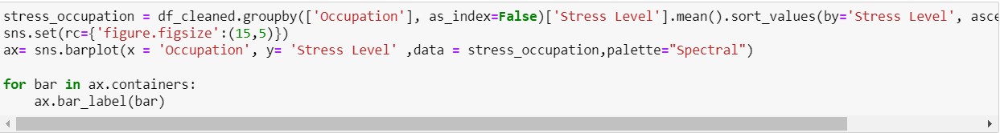 stress_occupation = df_cleaned.groupby(['Occupation'], as_index=False)['Stress Level'].mean().sort_values(by='Stress Level', asce
sns.set(rc={'figure.figsize':(15,5)})
ax= sns.barplot(x = 'Occupation', y= 'Stress Level' ,data = stress_occupation,palette="Spectral")

for bar in ax.containers:
    ax.bar_label(bar)